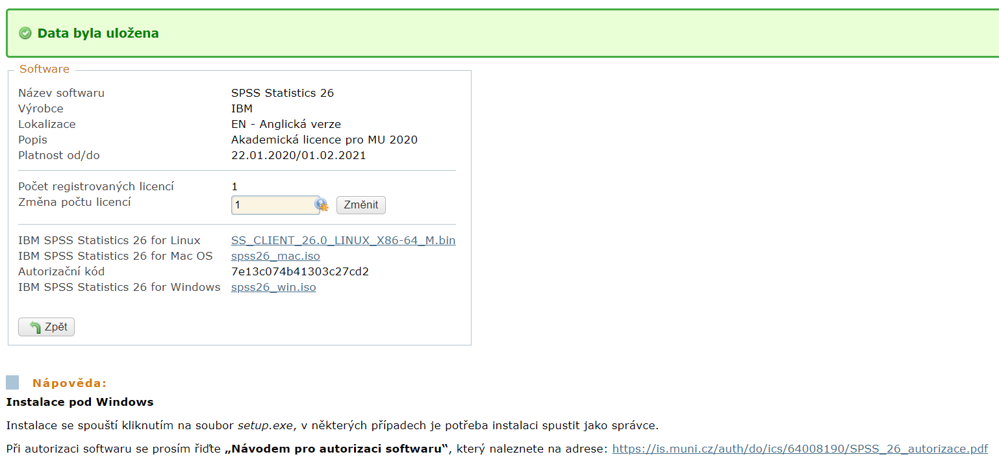 Data byla uložena
Software
Název softwaru SPSS Statistics 26
Výrobce IBM
Lokalizace EN - Anglická verze
Popis Akademická licence pro MU 2020
Platnost od/do 22.01.2020/01.02.2021
Počet registrovaných licencí 1
Změna počtu licencí 1 Změnit
IBM SPSS Statistics 26 for Linux SS_CLIENT_26.0_LINUX_X86-64_M.bin
IBM SPSS Statistics 26 for Mac OS spss26_mac.iso
Autorizační kód 7e13c074b41303c27cd2
IBM SPSS Statistics 26 for Windows spss26_win.iso
Zpět
Nápověda:
Instalace pod Windows
Instalace se spouští kliknutím na soubor setup.exe, v některých případech je potřeba instalaci spustit jako správce.
Při autorizaci softwaru se prosím řiďte „Návodem pro autorizaci softwaru“, který naleznete na adrese: https://is.muni.cz/auth/do/ics/64008190/SPSS_26_autorizace.pdf